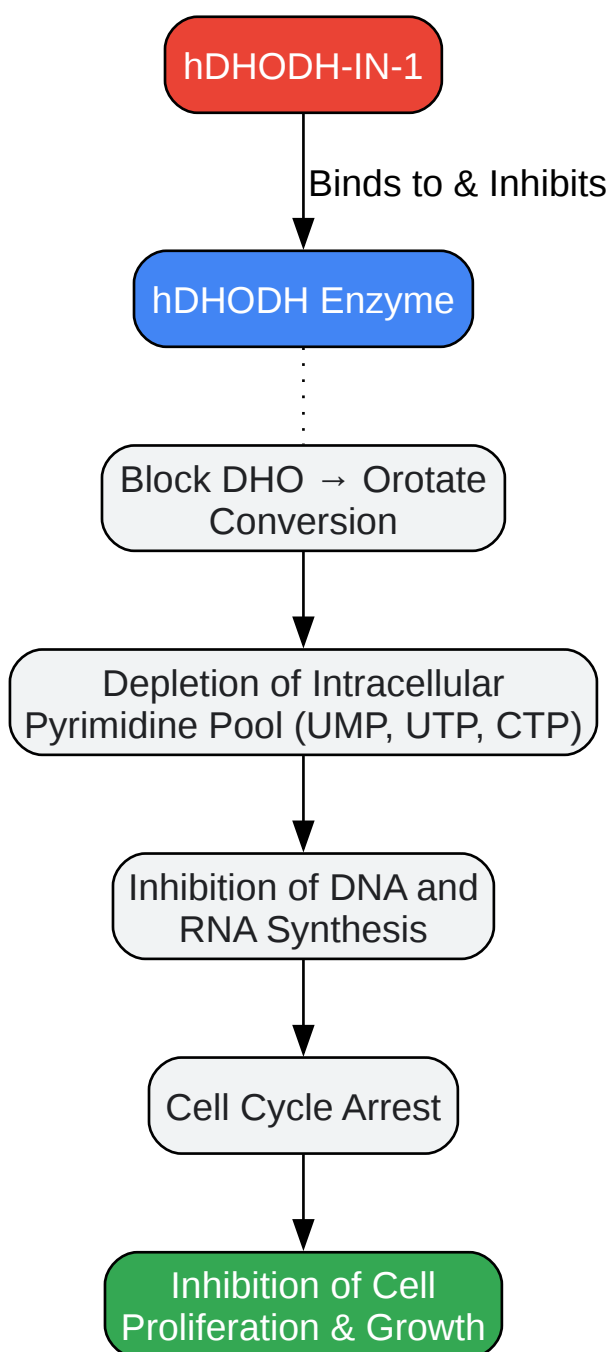 hDHODH-IN-1
Binds to & Inhibits
hDHODH Enzyme
Block DHO → Orotate
Conversion
Depletion of Intracellular
Pyrimidine Pool (UMP, UTP, CTP)
Inhibition of DNA and
RNA Synthesis
Cell Cycle Arrest
Inhibition of Cell
Proliferation & Growth